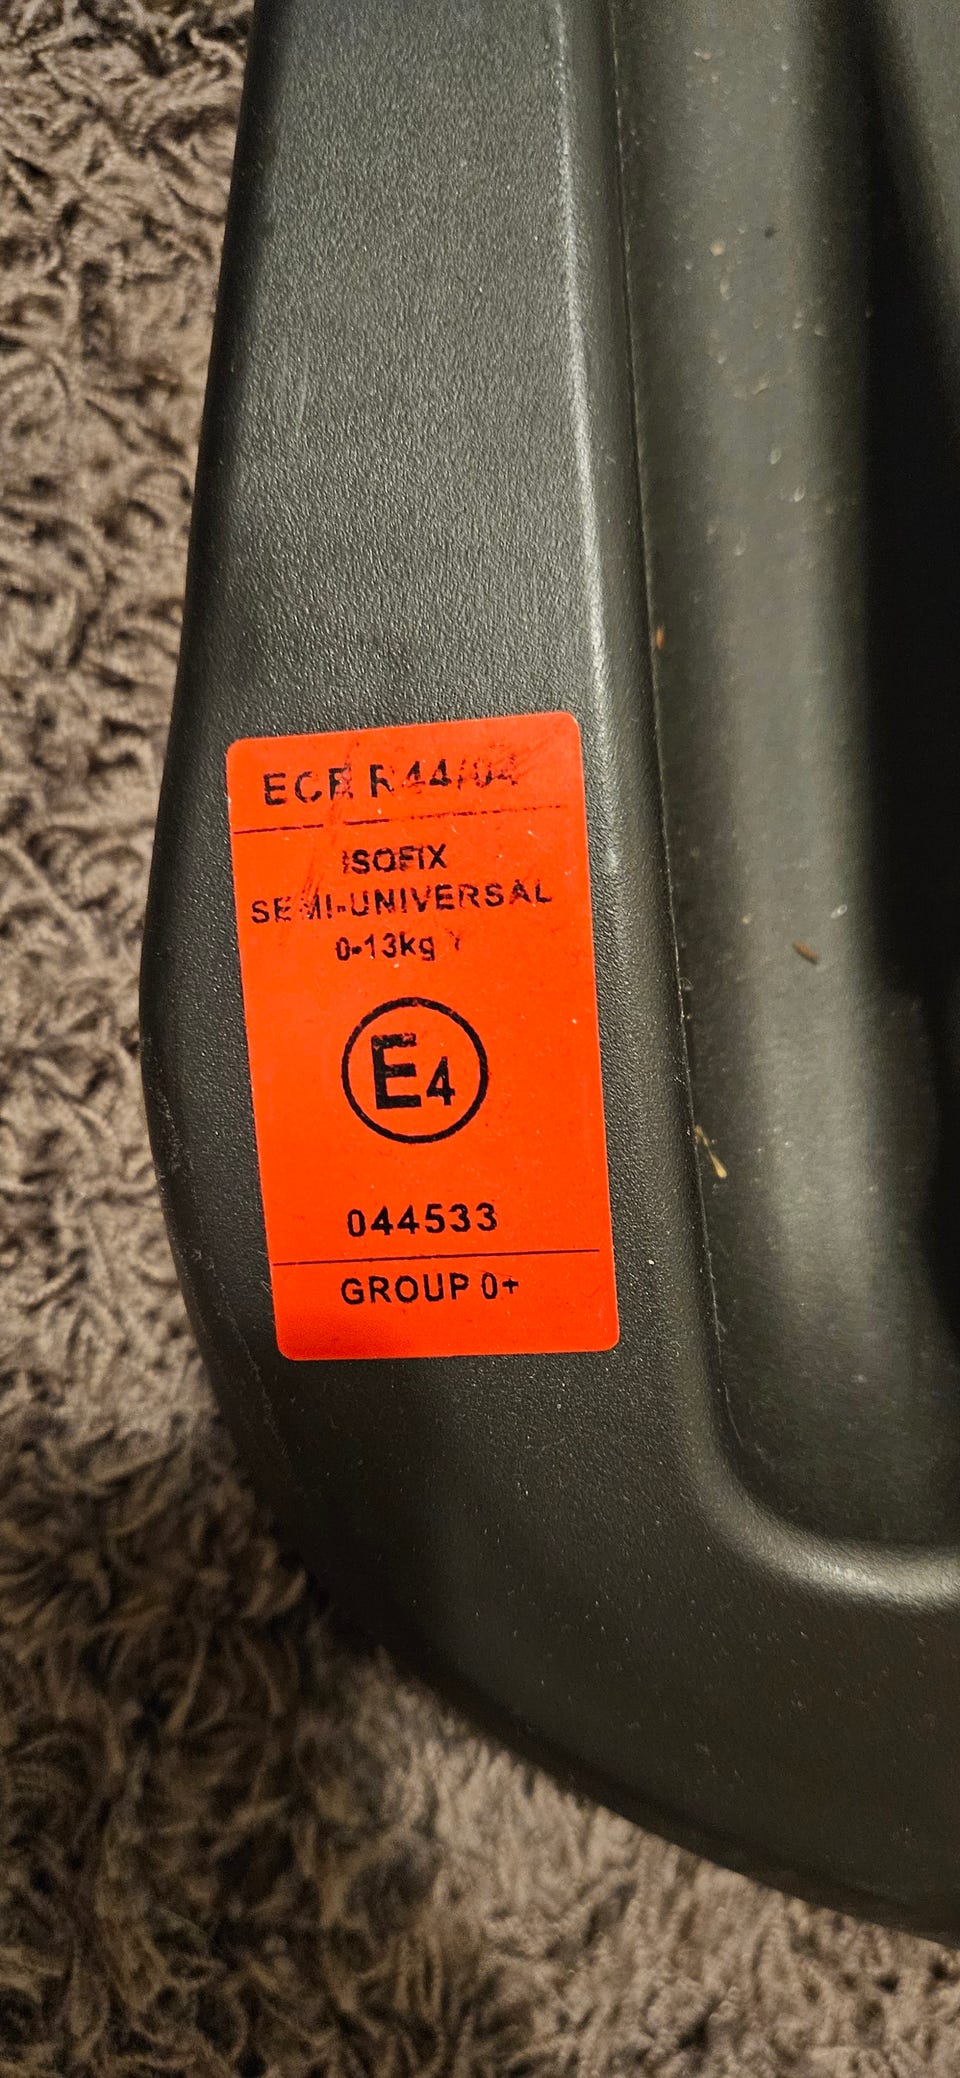 ECE R44/04
ISOFIX
SEMI-UNIVERSAL
0-13kg Y
E4
044533
GROUP 0+